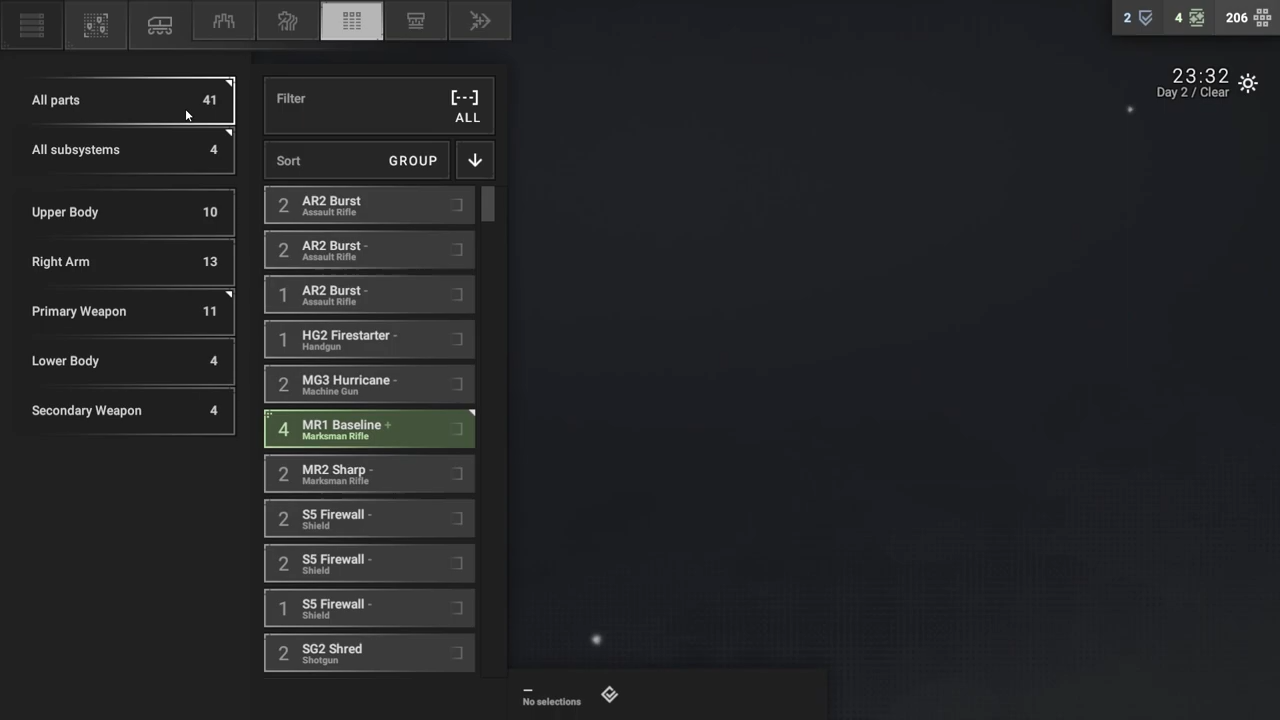 2
4
206
23:32
Day 2 / Clear
All parts 41
All subsystems 4
Upper Body 10
Right Arm 13
Primary Weapon 11
Lower Body 4
Secondary Weapon 4
Filter
[---]
ALL
Sort GROUP
2 AR2 Burst
Assault Rifle
2 AR2 Burst -
Assault Rifle
1 AR2 Burst -
Assault Rifle
1 HG2 Firestarter -
Handgun
2 MG3 Hurricane -
Machine Gun
4 MR1 Baseline +
Marksman Rifle
2 MR2 Sharp -
Marksman Rifle
2 S5 Firewall -
Shield
2 S5 Firewall -
Shield
1 S5 Firewall -
Shield
2 SG2 Shred
Shotgun
–
No selections